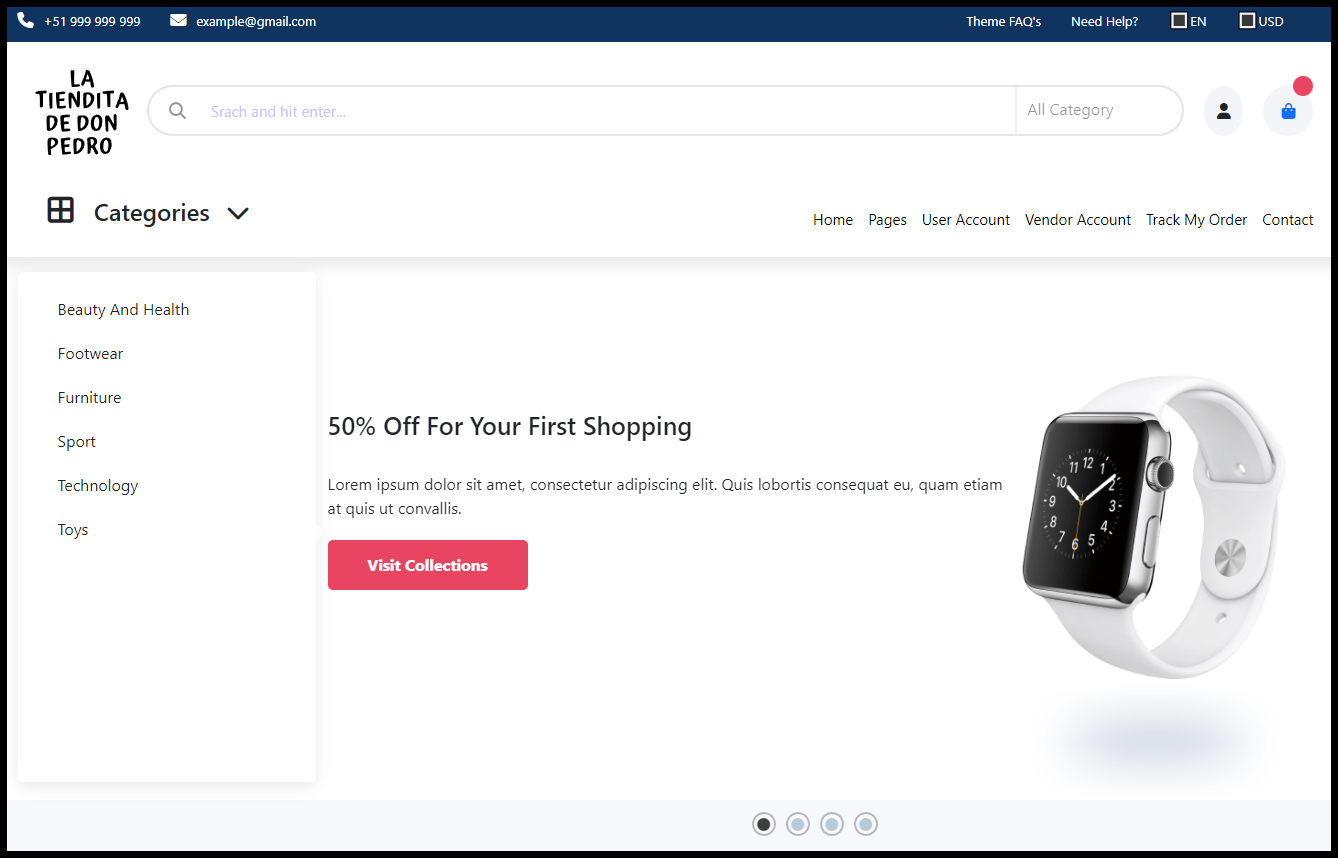 +51 999 999 999 example@gmail.com Theme FAQ's Need Help? EN USD
LA
TIENDITA
DE DON
PEDRO
Srach and hit enter... All Category
Categories
Home Pages User Account Vendor Account Track My Order Contact
Beauty And Health
Footwear
Furniture
Sport
Technology
Toys
50% Off For Your First Shopping
Lorem ipsum dolor sit amet, consectetur adipiscing elit. Quis lobortis consequat eu, quam etiam
at quis ut convallis.
Visit Collections
12
1
2
3
4
5
6
7
8
9
10
11